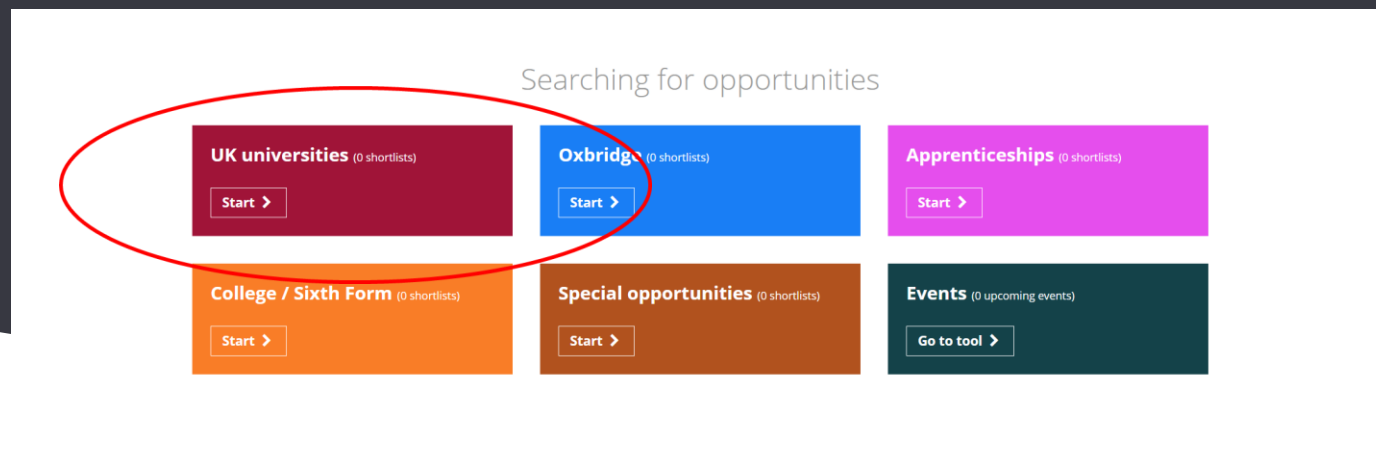 Searching for opportunities
UK universities (0 shortlists)
Start
Oxbridge (0 shortlists)
Start
Apprenticeships (0 shortlists)
Start
College / Sixth Form (0 shortlists)
Start
Special opportunities (0 shortlists)
Start
Events (0 upcoming events)
Go to tool